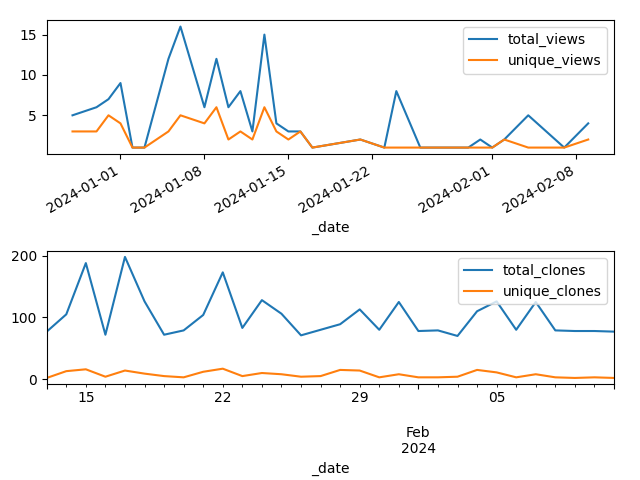 15
10
5
total_views
unique_views
2024-01-01
2024-01-08
2024-01-15
2024-01-22
2024-02-01
2024-02-08
_date
200
100
0
total_clones
unique_clones
15
22
29
05
Feb
2024
_date